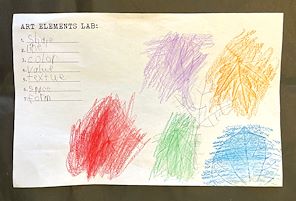 ART ELEMENTS LAB:
1. Shape
2. line
3. color
4. value
5. texture
6. space
7. form